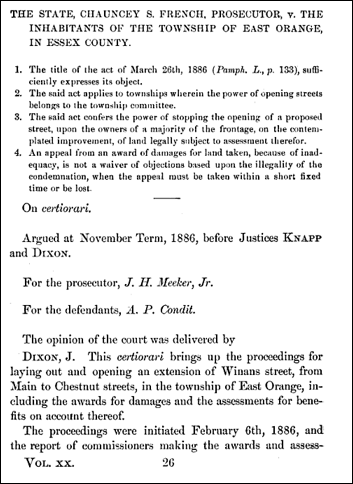 THE STATE, CHAUNCEY S. FRENCH, PROSECUTOR, v. THE
INHABITANTS OF THE TOWNSHIP OF EAST ORANGE,
IN ESSEX COUNTY.
1. The title of the act of March 26th, 1886 (Pamph. L., p. 133), suffi-
ciently expresses its object.
2. The said act applies to townships wherein the power of opening streets
belongs to the township committee.
3. The said act confers the power of stopping the opening of a proposed
street, upon the owners of a majority of the frontage, on the contem-
plated improvement, of land legally subject to assessment therefor.
4. An appeal from an award of damages for land taken, because of inad-
equacy, is not a waiver of objections based upon the illegality of the
condemnation, when the appeal must be taken within a short fixed
time or be lost.
On certiorari.
Argued at November Term, 1886, before Justices KNAPP
and DIXON.
For the prosecutor, J. H. Meeker, Jr.
For the defendants, A. P. Condit.
The opinion of the court was delivered by
DIXON, J. This certiorari brings up the proceedings for
laying out and opening an extension of Winans street, from
Main to Chestnut streets, in the township of East Orange, in-
cluding the awards for damages and the assessments for bene-
fits on account thereof.
The proceedings were initiated February 6th, 1886, and
the report of commissioners making the awards and assess-
VOL. XX. 26